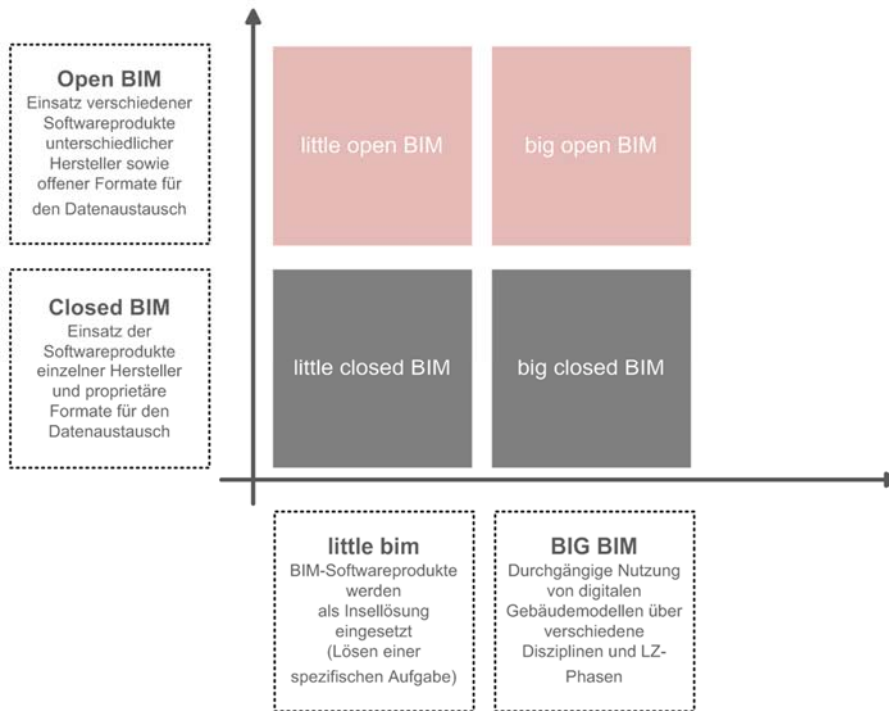 Open BIM
Einsatz verschiedener
Softwareprodukte
unterschiedlicher
Hersteller sowie
offener Formate für
den Datenaustausch
little open BIM
big open BIM
Closed BIM
Einsatz der
Softwareprodukte
einzelner Hersteller
und proprietäre
Formate für den
Datenaustausch
little closed BIM
big closed BIM
little bim
BIM-Softwareprodukte
werden
als Insellösung
eingesetzt
(Lösen einer
spezifischen Aufgabe)
BIG BIM
Durchgängige Nutzung
von digitalen
Gebäudemodellen über
verschiedene
Disziplinen und LZ-
Phasen